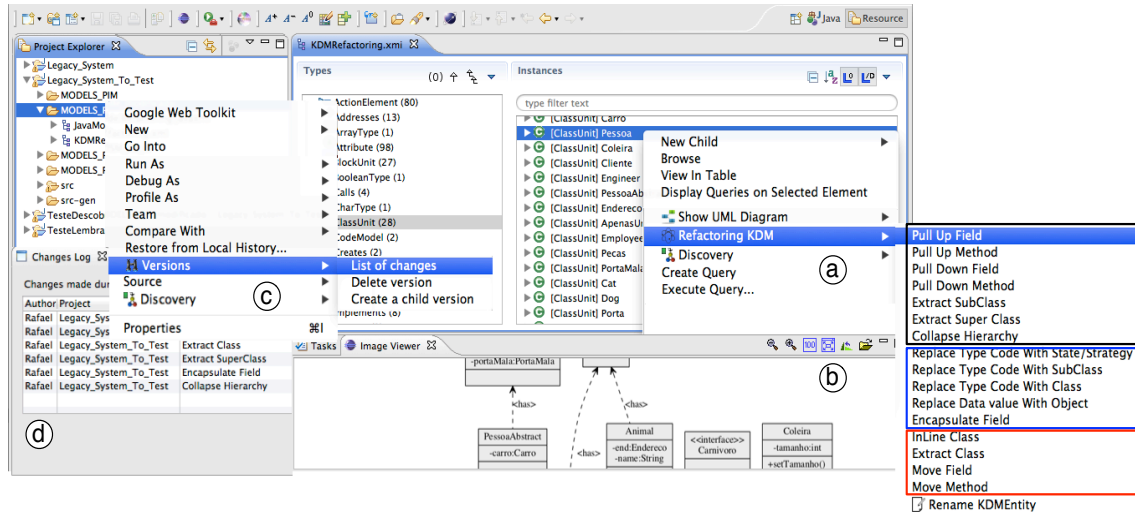 Java
Resource
Project Explorer
Legacy_System
Legacy_System_To_Test
MODELS_PIM
MODELS_P
JavaMo
KDMRe
MODELS_P
MODELS_P
src
src-gen
TesteDescob
TesteLembra
Google Web Toolkit
New
Go Into
Run As
Debug As
Profile As
Team
Compare With
Restore from Local History...
Versions
Source
Discovery
Properties
⌘I
List of changes
Delete version
Create a child version
KDMRefactoring.xmi
Types
(0)
ActionElement (80)
Addresses (13)
ArrayType (1)
Attribute (98)
BlockUnit (27)
BooleanType (1)
Calls (4)
CharType (1)
ClassUnit (28)
CodeModel (2)
Creates (2)
Implements (8)
Instances
type filter text
[ClassUnit] Carro
[ClassUnit] Pessoa
[ClassUnit] Coleira
[ClassUnit] Cliente
[ClassUnit] Engineer
[ClassUnit] PessoaAb
[ClassUnit] Endereco
[ClassUnit] ApenasUr
[ClassUnit] Employee
[ClassUnit] Pecas
[ClassUnit] PortaMala
[ClassUnit] Cat
[ClassUnit] Dog
[ClassUnit] Porta
New Child
Browse
View In Table
Display Queries on Selected Element
Show UML Diagram
Refactoring KDM
Discovery
Create Query
Execute Query...
a
Pull Up Field
Pull Up Method
Pull Down Field
Pull Down Method
Extract SubClass
Extract Super Class
Collapse Hierarchy
Replace Type Code With State/Strategy
Replace Type Code With SubClass
Replace Type Code With Class
Replace Data value With Object
Encapsulate Field
InLine Class
Extract Class
Move Field
Move Method
Rename KDMEntity
c
Changes Log
Changes made dur
Author Project
Rafael Legacy_Sys
Rafael Legacy_Sys
Rafael Legacy_System_To_Test Extract Class
Rafael Legacy_System_To_Test Extract SuperClass
Rafael Legacy_System_To_Test Encapsulate Field
Rafael Legacy_System_To_Test Collapse Hierarchy
d
Tasks
Image Viewer
100
b
-portaMala:PortaMala
<has>
<has>
<has>
PessoaAbstract
-carro:Carro
Animal
-end:Endereco
-name:String
<<interface>>
Carnivoro
Coleira
-tamanho:int
+setTamanho()